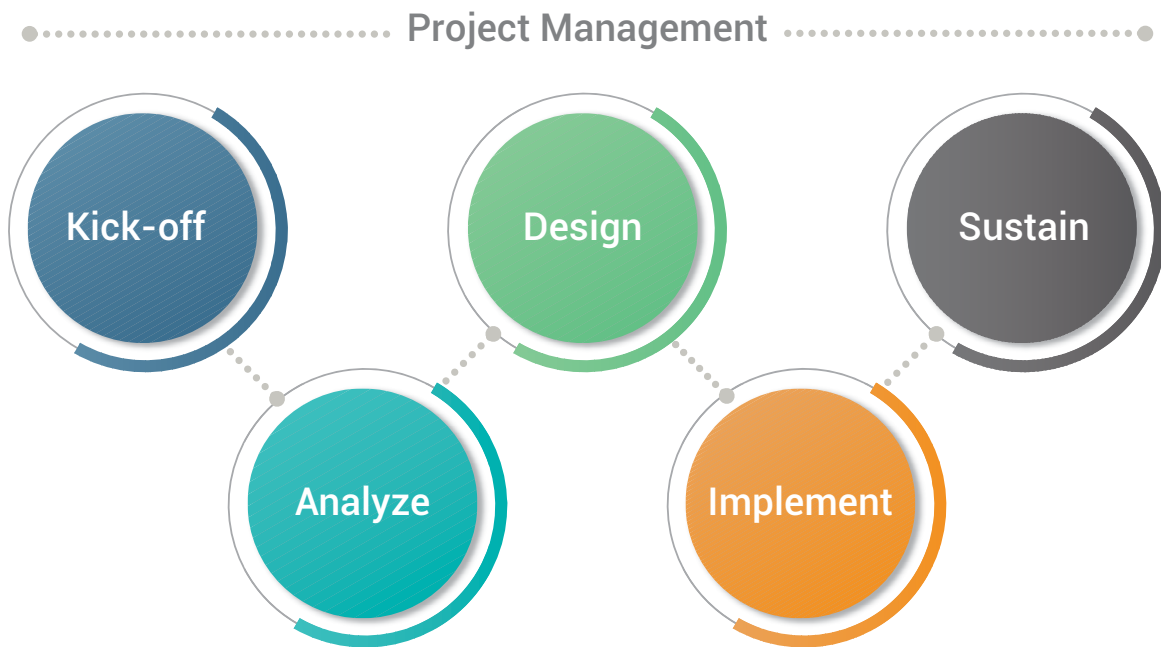 Project Management
Kick-off
Analyze
Design
Implement
Sustain